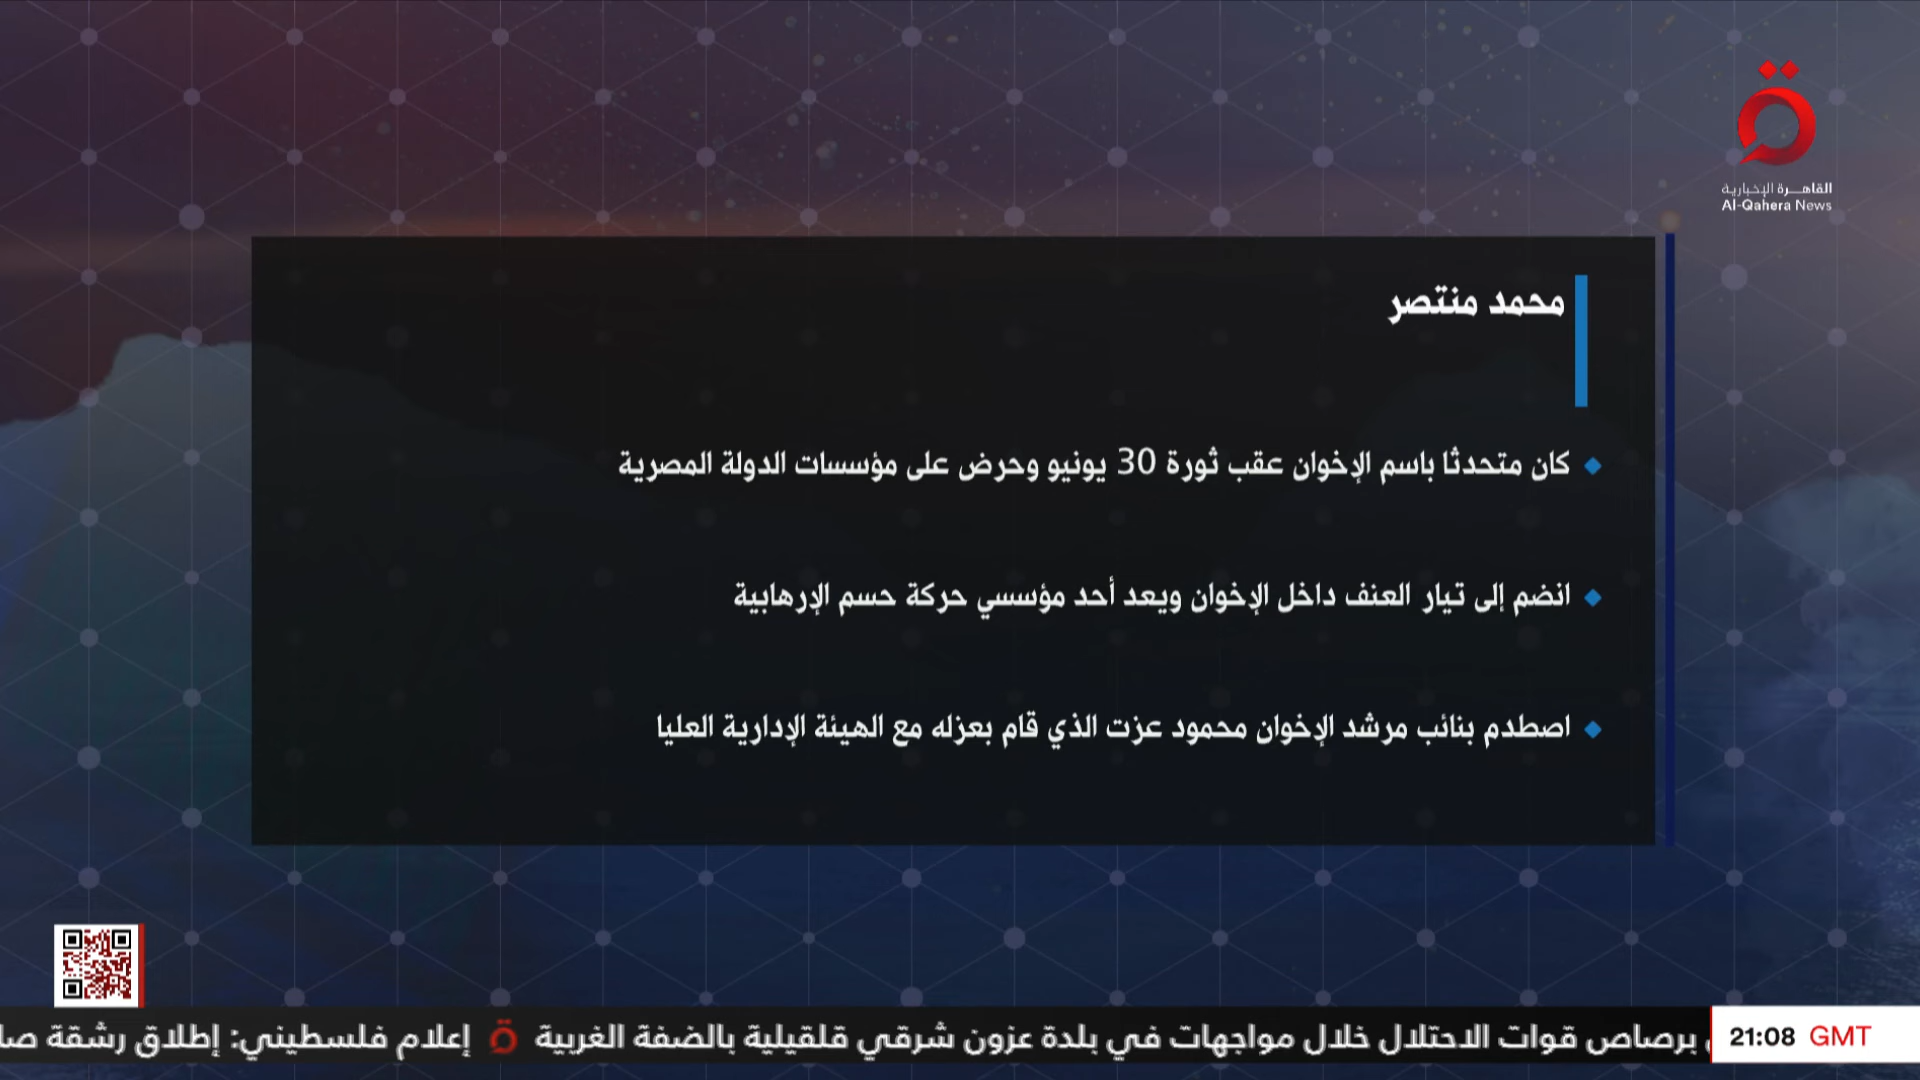 القاهـــرة الإخبارية
Al-Qahera News
محمد منتصر
كان متحدثا باسم الإخوان عقب ثورة 30 يونيو وحرض على مؤسسات الدولة المصرية
انضم إلى تيار العنف داخل الإخوان ويعد أحد مؤسسي حركة حسم الإرهابية
اصطدم بنائب مرشد الإخوان محمود عزت الذي قام بعزله مع الهيئة الإدارية العليا
برصاص قوات الاحتلال خلال مواجهات في بلدة عزون شرقي قلقيلية بالضفة الغربية إعلام فلسطيني: إطلاق رشقة
21:08 GMT